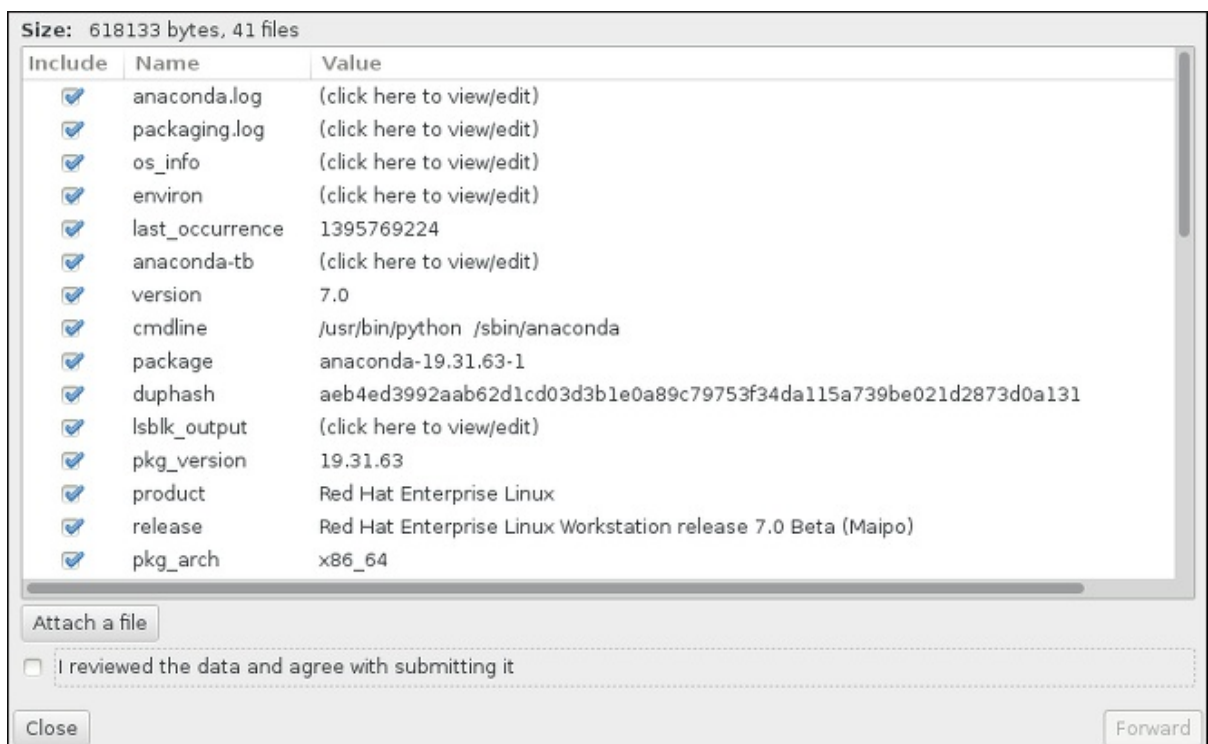 Size: 618133 bytes, 41 files
Include Name Value
anaconda.log (click here to view/edit)
packaging.log (click here to view/edit)
os_info (click here to view/edit)
environ (click here to view/edit)
last_occurrence 1395769224
anaconda-tb (click here to view/edit)
version 7.0
cmdline /usr/bin/python /sbin/anaconda
package anaconda-19.31.63-1
duphash aeb4ed3992aab62d1cd03d3b1e0a89c79753f34da115a739be021d2873d0a131
lsblk_output (click here to view/edit)
pkg_version 19.31.63
product Red Hat Enterprise Linux
release Red Hat Enterprise Linux Workstation release 7.0 Beta (Maipo)
pkg_arch x86_64
Attach a file
I reviewed the data and agree with submitting it
Close Forward